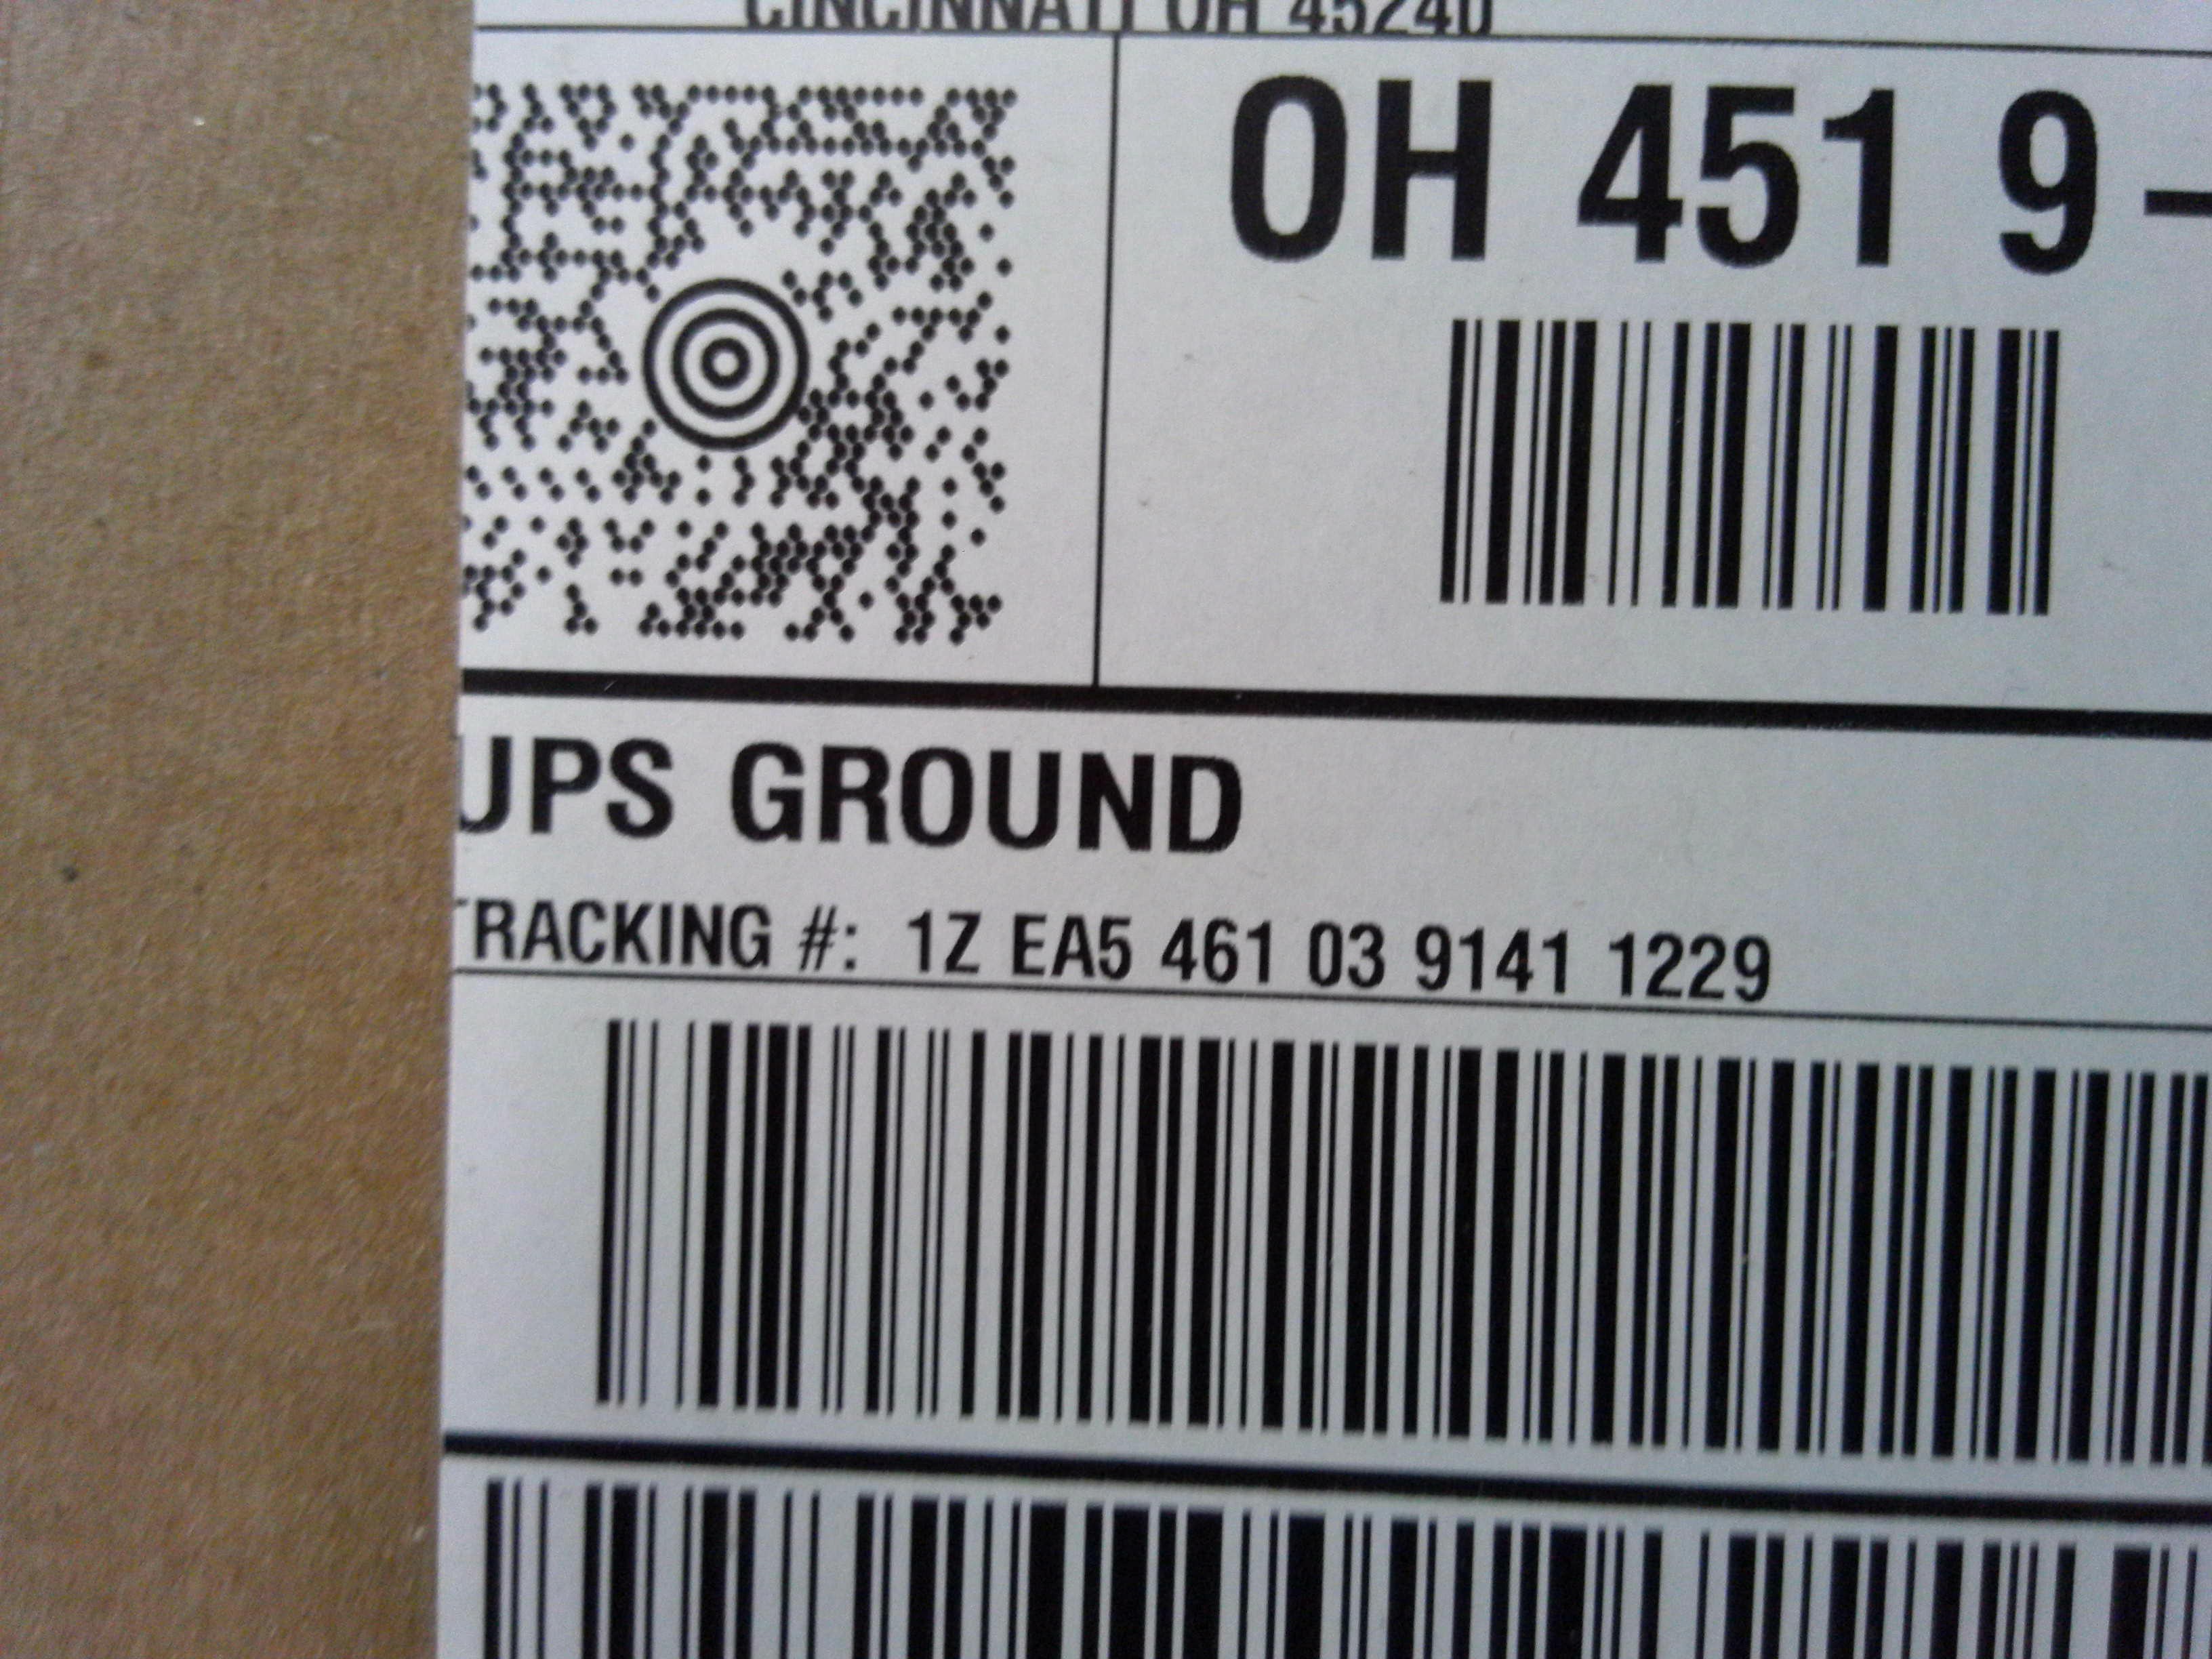 CINCINNATI OH 45240
OH 451 9-
UPS GROUND
TRACKING #: 1Z EA5 461 03 9141 1229